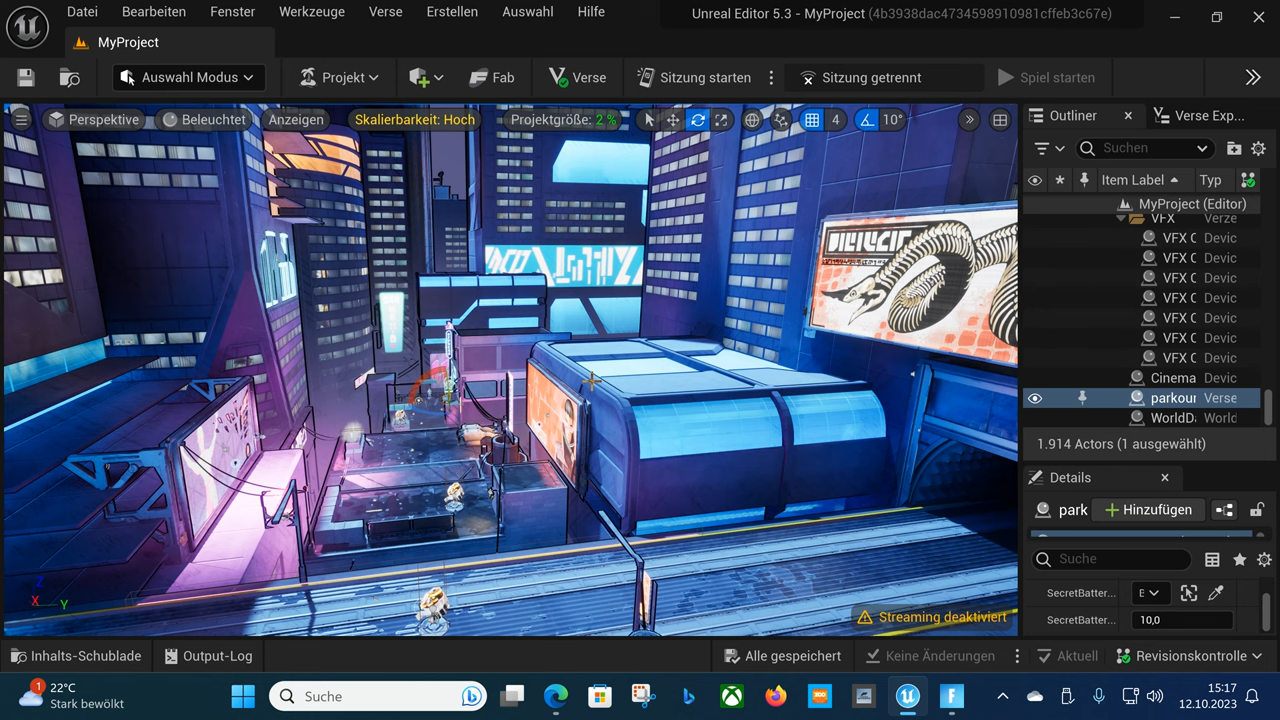 Datei Bearbeiten Fenster Werkzeuge Verse Erstellen Auswahl Hilfe Unreal Editor 5.3 - MyProject (4b3938dac4734598910981cffeb3c67e)
MyProject
Auswahl Modus Projekt Fab Verse Sitzung starten Sitzung getrennt Spiel starten
Perspektive Beleuchtet Anzeigen Skalierbarkeit: Hoch Projektgröße: 2 % 4 10°
Outliner Verse Exp...
Suchen
Item Label Typ
MyProject (Editor)
VFX Verze
VFX C Devic
VFX C Devic
VFX C Devic
VFX C Devic
VFX C Devic
VFX C Devic
VFX C Devic
Cinema Devic
parkour Verse
WorldDa World
1.914 Actors (1 ausgewählt)
Details
park Hinzufügen
Suche
SecretBatter...
SecretBatter... 10,0
X Y Z
Streaming deaktiviert
Inhalts-Schublade Output-Log Alle gespeichert Keine Änderungen Aktuell Revisionskontrolle
1 22°C
Stark bewölkt
Suche
15:17
12.10.2023